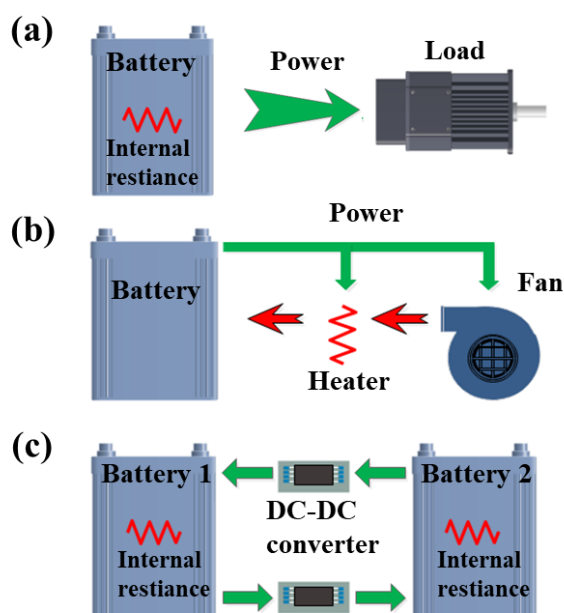 (a)
Battery
Power
Load
Internal
restiance
(b)
Power
Battery
Fan
Heater
(c)
Battery 1
Battery 2
DC-DC
converter
Internal
restiance
Internal
restiance